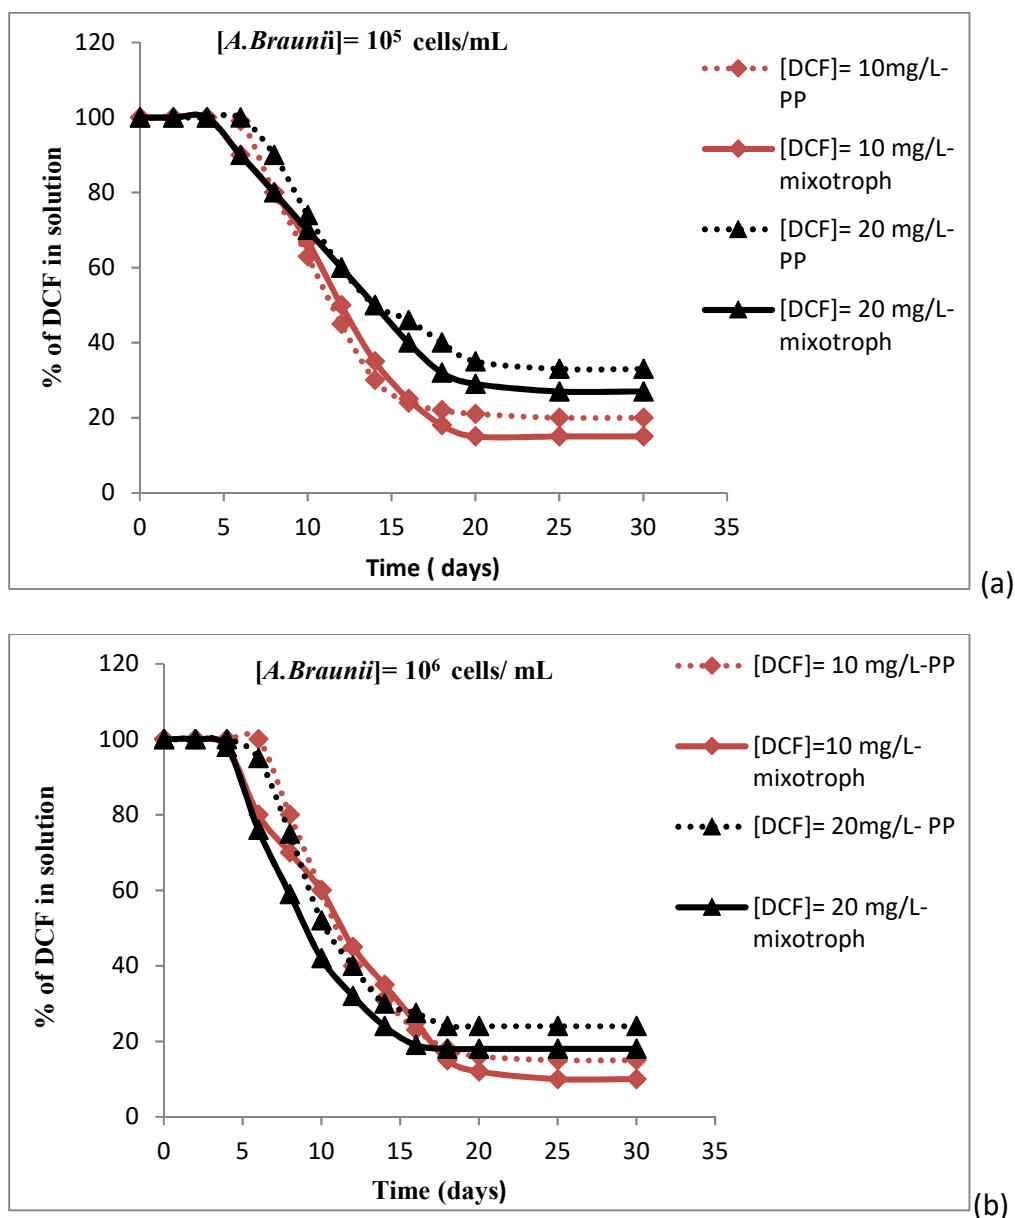 [A.Braunii]= 10⁵ cells/mL
120
100
80
60
40
20
0
% of DCF in solution
0 5 10 15 20 25 30 35
Time ( days)
[DCF]= 10mg/L-
PP
[DCF]= 10 mg/L-
mixotroph
[DCF]= 20 mg/L-
PP
[DCF]= 20 mg/L-
mixotroph
(a)
[A.Braunii]= 10⁶ cells/ mL
120
100
80
60
40
20
0
% of DCF in solution
0 5 10 15 20 25 30 35
Time (days)
[DCF]= 10 mg/L-PP
[DCF]=10 mg/L-
mixotroph
[DCF]= 20mg/L- PP
[DCF]= 20 mg/L-
mixotroph
(b)